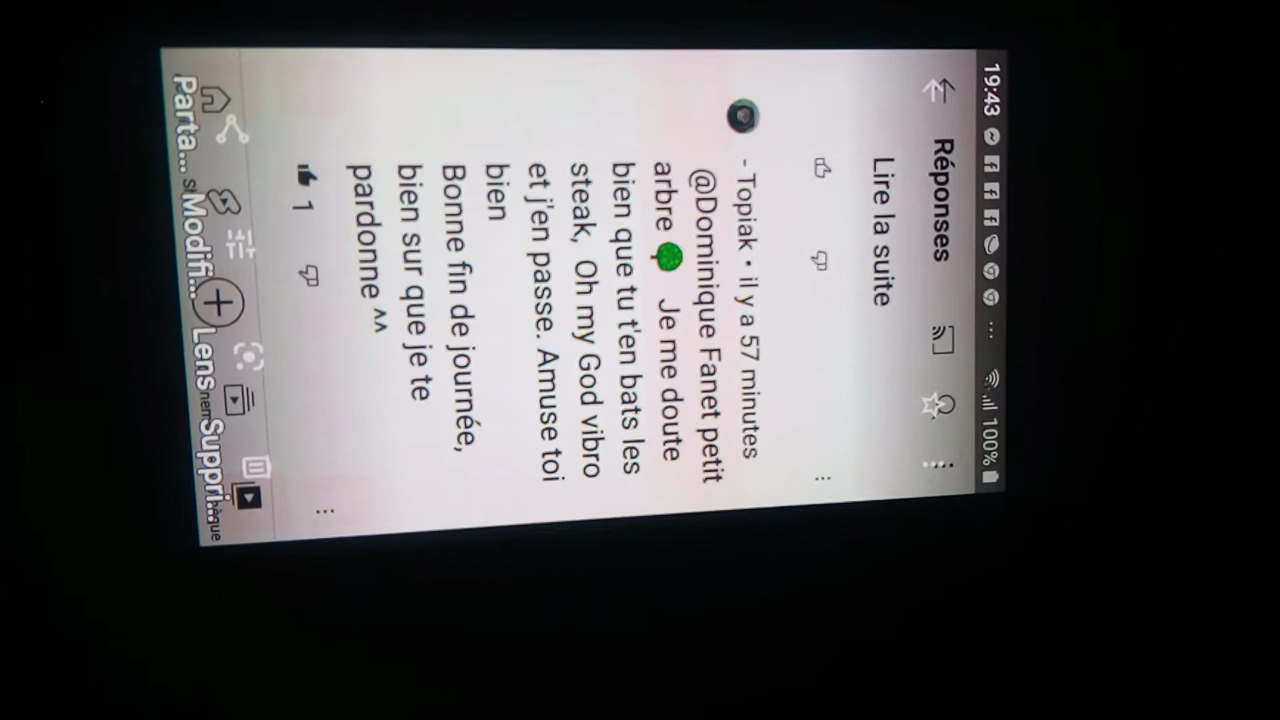 19:43 ... 100%
Réponses
Lire la suite
- Topiak • il y a 57 minutes
@Dominique Fanet petit
arbre 🌳 Je me doute
bien que tu t'en bats les
steak, Oh my God vibro
et j'en passe. Amuse toi
bien
Bonne fin de journée,
bien sur que je te
pardonne ^^
1
Parta... Modifi... Lens Suppri...